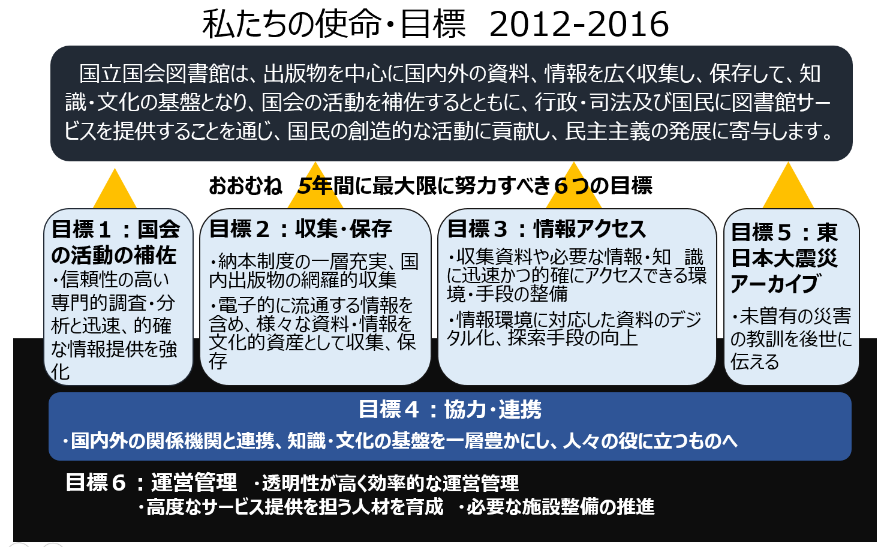 私たちの使命・目標 2012-2016
国立国会図書館は、出版物を中心に国内外の資料、情報を広く収集し、保存して、知
識・文化の基盤となり、国会の活動を補佐するとともに、行政・司法及び国民に図書館サー
ビスを提供することを通じ、国民の創造的な活動に貢献し、民主主義の発展に寄与します。
おおむね 5年間に最大限に努力すべき６つの目標
目標１：国会
の活動の補佐
・信頼性の高い
専門的調査・分
析と迅速、的確
な情報提供を強
化
目標２：収集・保存
・納本制度の一層充実、国
内出版物の網羅的収集
・電子的に流通する情報を
含め、様々な資料・情報を
文化的資産として収集、保
存
目標３：情報アクセス
・収集資料や必要な情報・知 識
に迅速かつ的確にアクセスできる環
境・手段の整備
・情報環境に対応した資料のデジ
タル化、探索手段の向上
目標５：東
日本大震災
アーカイブ
・未曽有の災害
の教訓を後世に
伝える
目標４：協力・連携
・国内外の関係機関と連携、知識・文化の基盤を一層豊かにし、人々の役に立つものへ
目標６：運営管理 ・透明性が高く効率的な運営管理
・高度なサービス提供を担う人材を育成 ・必要な施設整備の推進